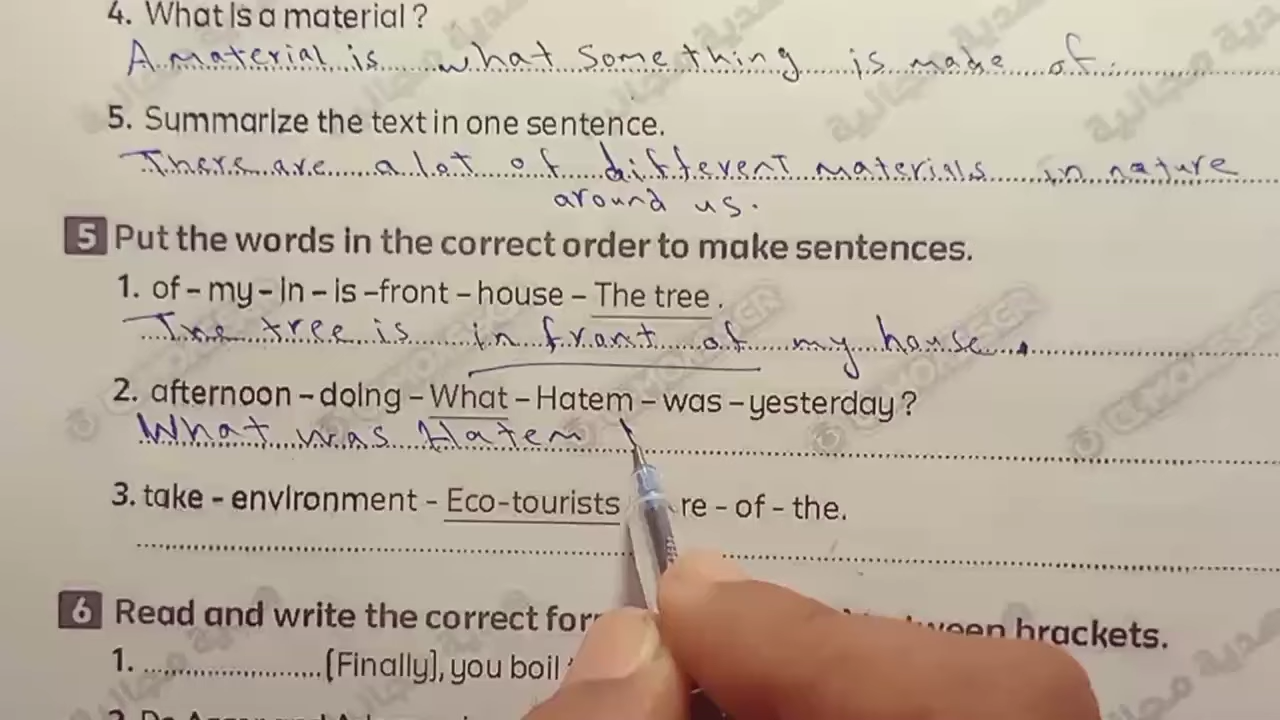 4. What is a material?
A material is what something is made of.
5. Summarize the text in one sentence.
There are a lot of different materials in nature
around us.
5 Put the words in the correct order to make sentences.
1. of – my – in – is – front – house – The tree.
The tree is in front of my house.
2. afternoon – doing – What – Hatem – was – yesterday?
What was Hatem
3. take - environment - Eco-tourists re - of - the.
6 Read and write the correct for ween brackets.
1. (Finally), you boil